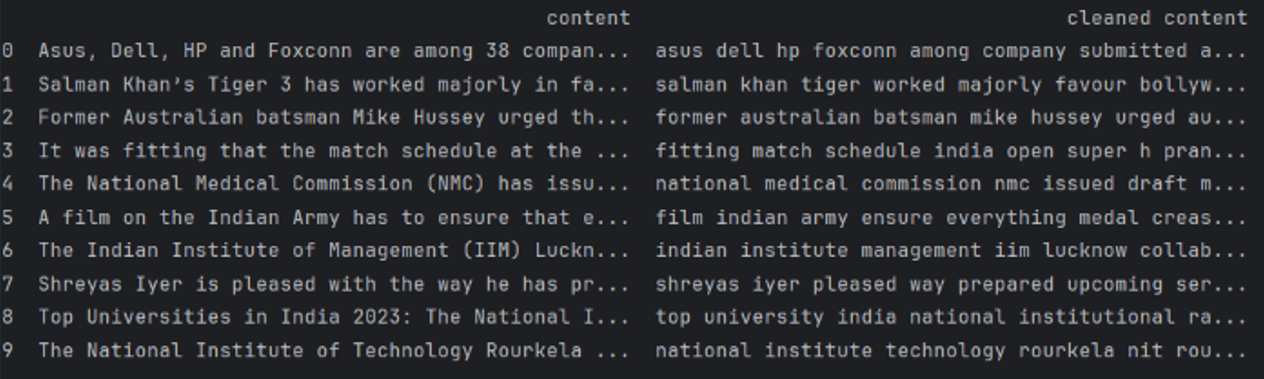 content cleaned content
0 Asus, Dell, HP and Foxconn are among 38 compan... asus dell hp foxconn among company submitted a...
1 Salman Khan’s Tiger 3 has worked majorly in fa... salman khan tiger worked majorly favour bollyw...
2 Former Australian batsman Mike Hussey urged th... former australian batsman mike hussey urged au...
3 It was fitting that the match schedule at the ... fitting match schedule india open super h pran...
4 The National Medical Commission (NMC) has issu... national medical commission nmc issued draft m...
5 A film on the Indian Army has to ensure that e... film indian army ensure everything medal creas...
6 The Indian Institute of Management (IIM) Luckn... indian institute management iim lucknow collab...
7 Shreyas Iyer is pleased with the way he has pr... shreyas iyer pleased way prepared upcoming ser...
8 Top Universities in India 2023: The National I... top university india national institutional ra...
9 The National Institute of Technology Rourkela ... national institute technology rourkela nit rou...